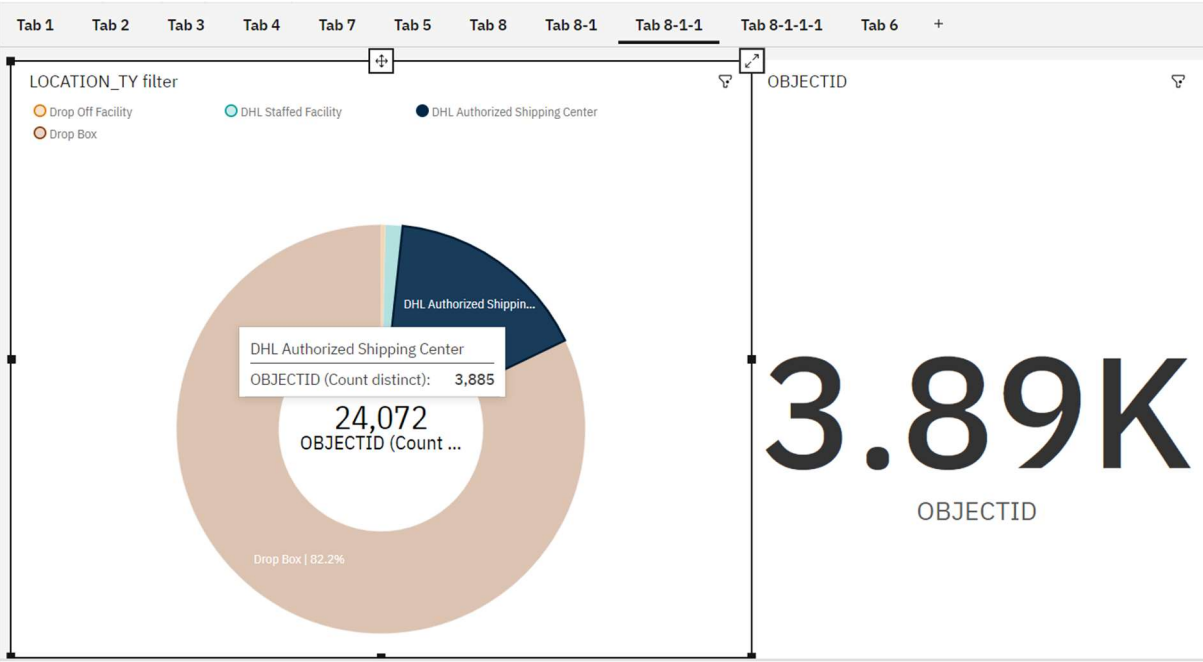 Tab 1 Tab 2 Tab 3 Tab 4 Tab 7 Tab 5 Tab 8 Tab 8-1 Tab 8-1-1 Tab 8-1-1-1 Tab 6 +
LOCATION_TY filter
Drop Off Facility DHL Staffed Facility DHL Authorized Shipping Center
Drop Box
DHL Authorized Shippin...
DHL Authorized Shipping Center
OBJECTID (Count distinct): 3,885
24,072
OBJECTID (Count ...
Drop Box | 82.2%
OBJECTID
3.89K
OBJECTID